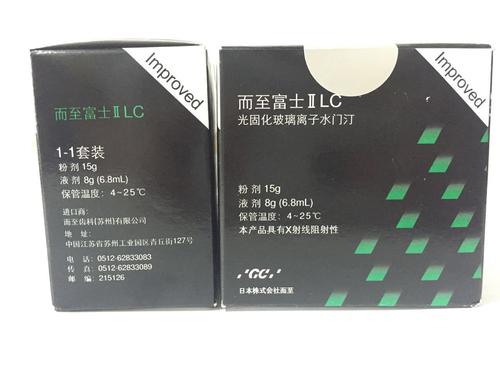 Improved
而至富士ⅡLC
1-1套装
粉 剂 15g
液 剂 8g (6.8mL)
保管温度：4~25℃
进口商：
而至齿科(苏州)有限公司
地 址：
中国江苏省苏州工业园区青丘街127号
电 话：0512-62833083
传 真：0512-62833089
邮 编：215126
Improved
而至富士ⅡLC
光固化玻璃离子水门汀
粉 剂 15g
液 剂 8g (6.8mL)
保管温度：4~25℃
本产品具有X射线阻射性
GC
日本株式会社而至